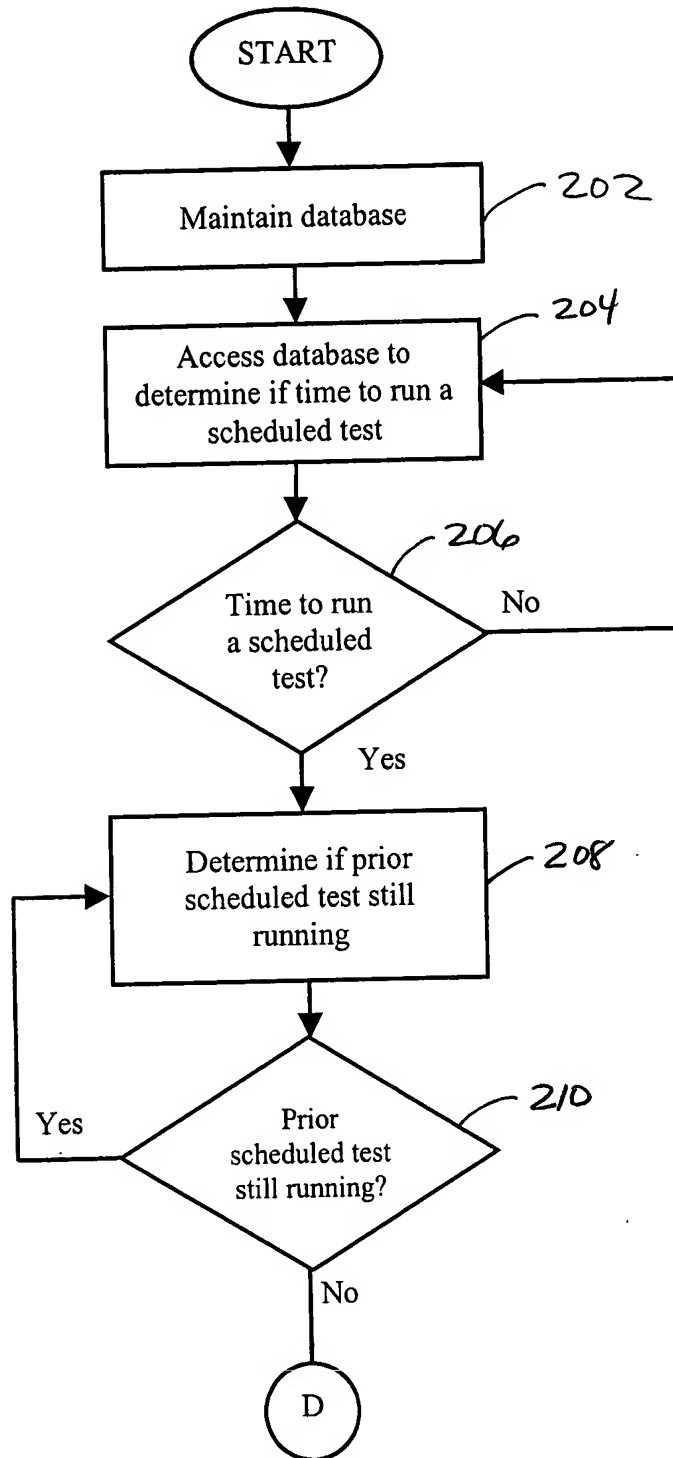 START
Maintain database
202
Access database to
determine if time to run a
scheduled test
204
Time to run
a scheduled
test?
206
No
Yes
Determine if prior
scheduled test still
running
208
Prior
scheduled test
still running?
210
Yes
No
D